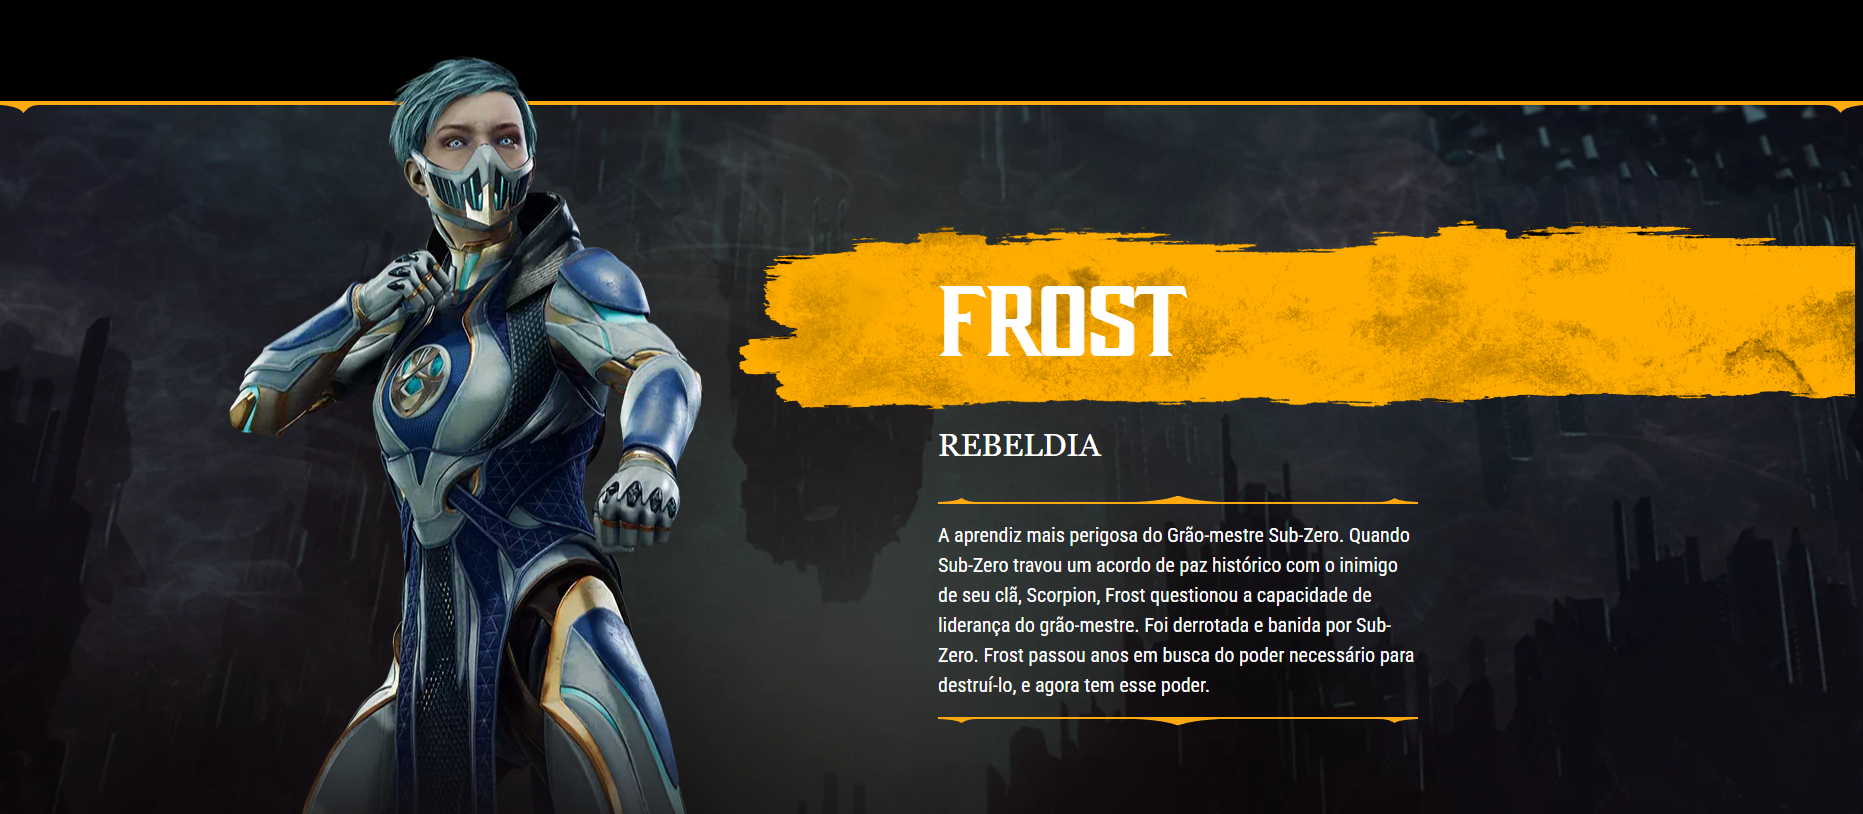 FROST
REBELDIA
A aprendiz mais perigosa do Grão-mestre Sub-Zero. Quando
Sub-Zero travou um acordo de paz histórico com o inimigo
de seu clã, Scorpion, Frost questionou a capacidade de
liderança do grão-mestre. Foi derrotada e banida por Sub-
Zero. Frost passou anos em busca do poder necessário para
destruí-lo, e agora tem esse poder.